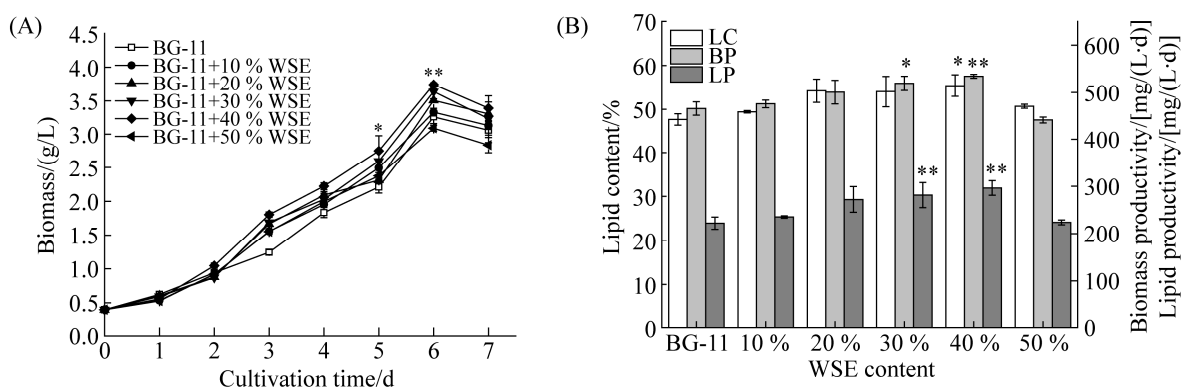 (A)
4.5
4.0
3.5
3.0
2.5
2.0
1.5
1.0
0.5
0.0
Biomass/(g/L)
BG-11
BG-11+10 % WSE
BG-11+20 % WSE
BG-11+30 % WSE
BG-11+40 % WSE
BG-11+50 % WSE
*
**
0 1 2 3 4 5 6 7
Cultivation time/d
(B)
70
60
50
40
30
20
10
0
Lipid content/%
LC
BP
LP
* * **
** **
600
500
400
300
200
100
0
Biomass productivity/[mg/(L·d)]
Lipid productivity/[mg/(L·d)]
BG-11 10 % 20 % 30 % 40 % 50 %
WSE content